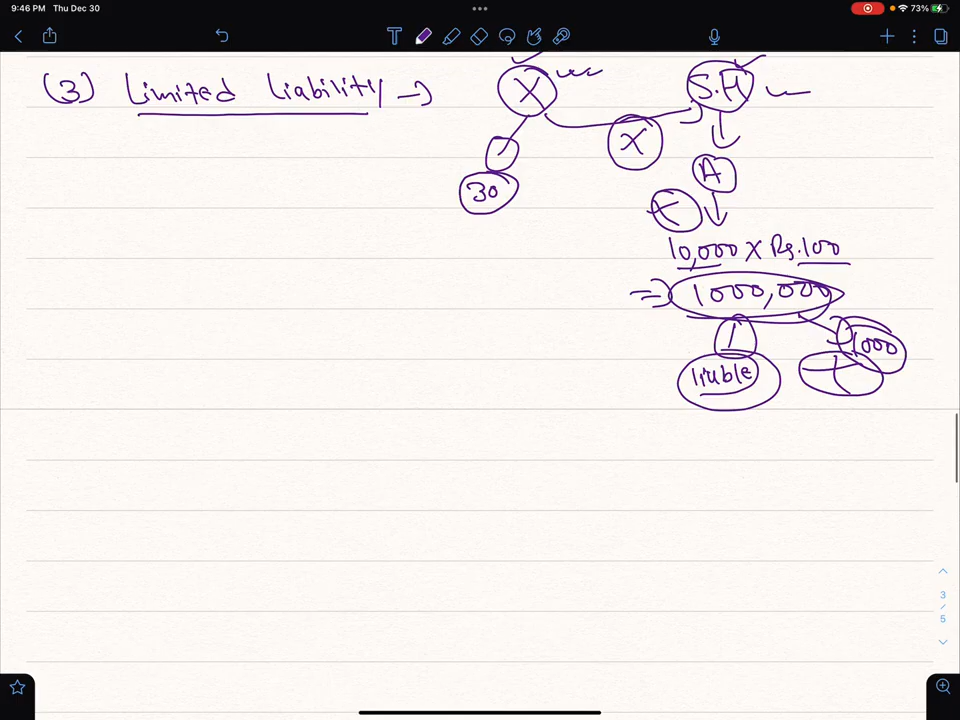 9:46 PM Thu Dec 30
73%
(3) Limited Liability → X S.H
X
30
A
10,000 X Rs.100
⇒ 1000,000
1000
liable
3
/
5